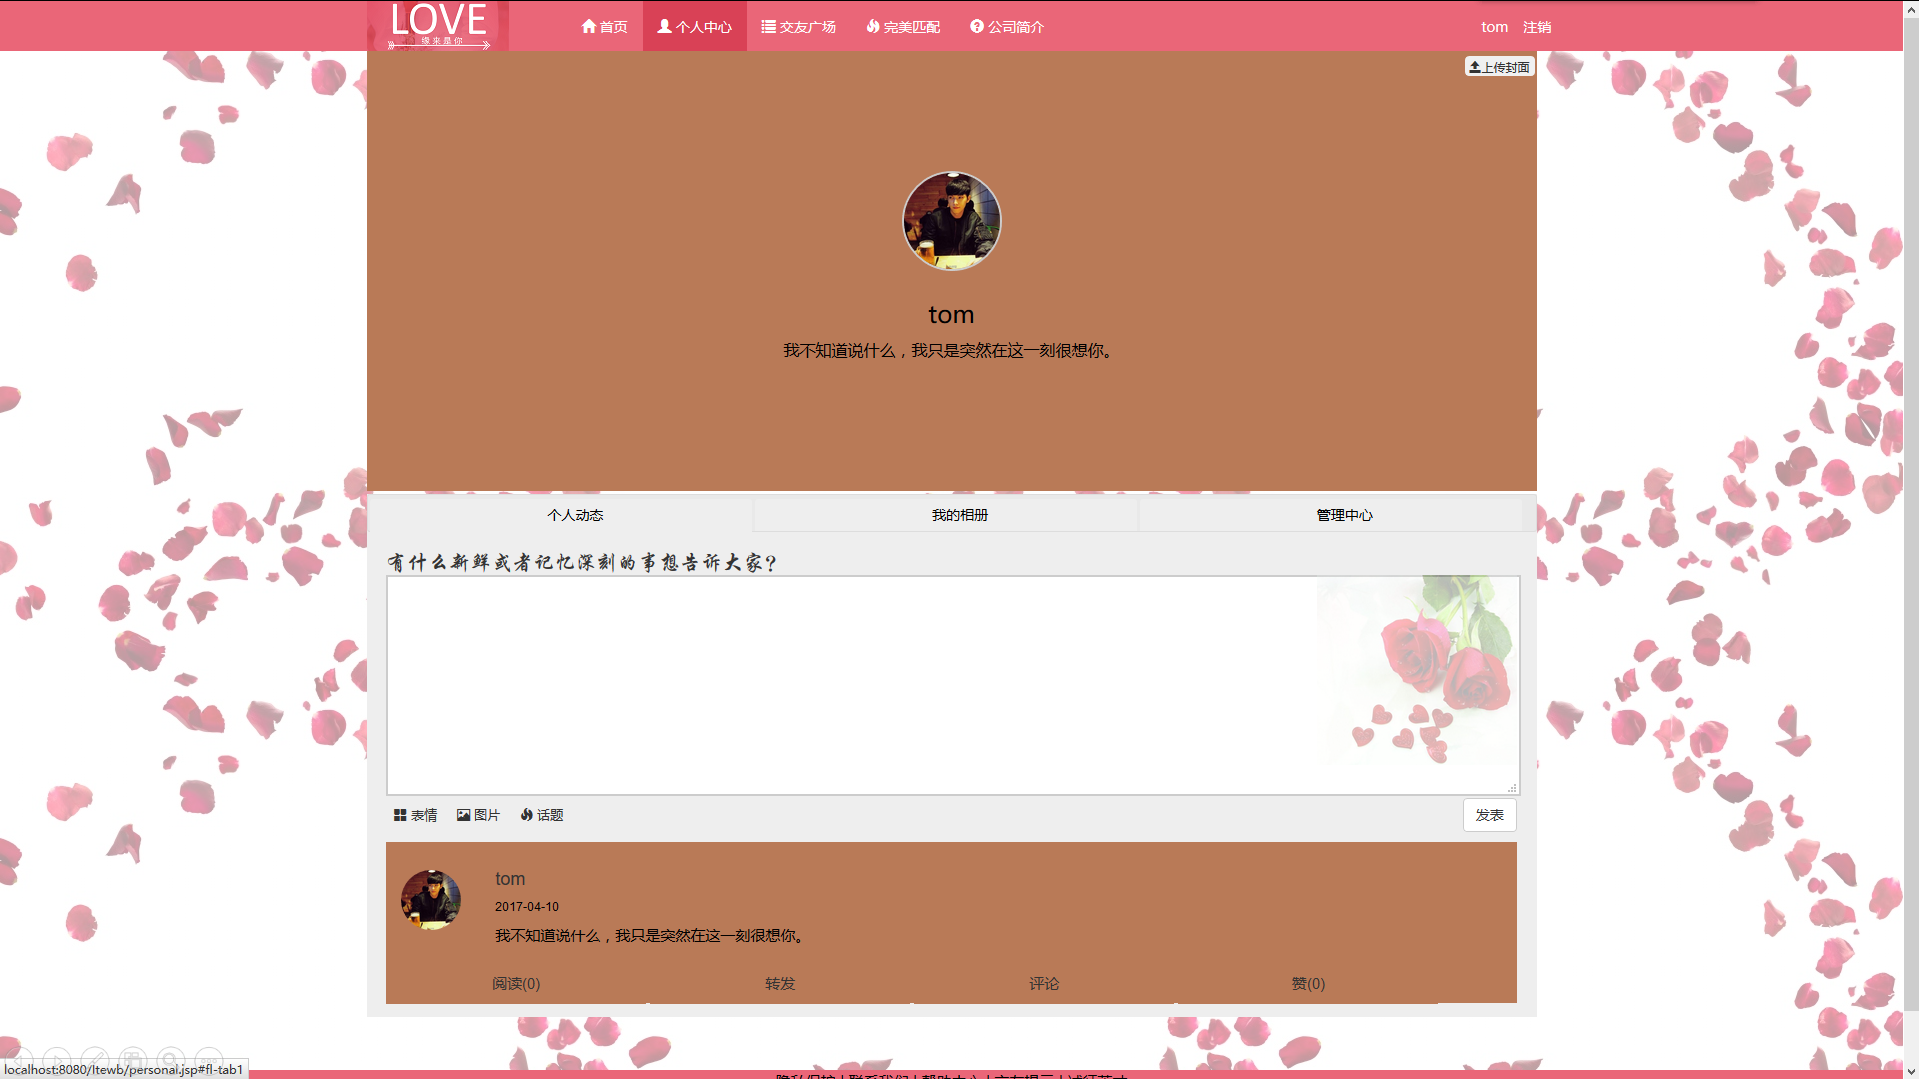 LOVE
缘来是你
首页 个人中心 交友广场 完美匹配 公司简介 tom 注销
上传封面
tom
我不知道说什么，我只是突然在这一刻很想你。
个人动态 我的相册 管理中心
有什么新鲜或者记忆深刻的事想告诉大家?
表情 图片 话题 发表
tom
2017-04-10
我不知道说什么，我只是突然在这一刻很想你。
阅读(0) 转发 评论 赞(0)
localhost:8080/ltewb/personal.jsp#fl-tab1